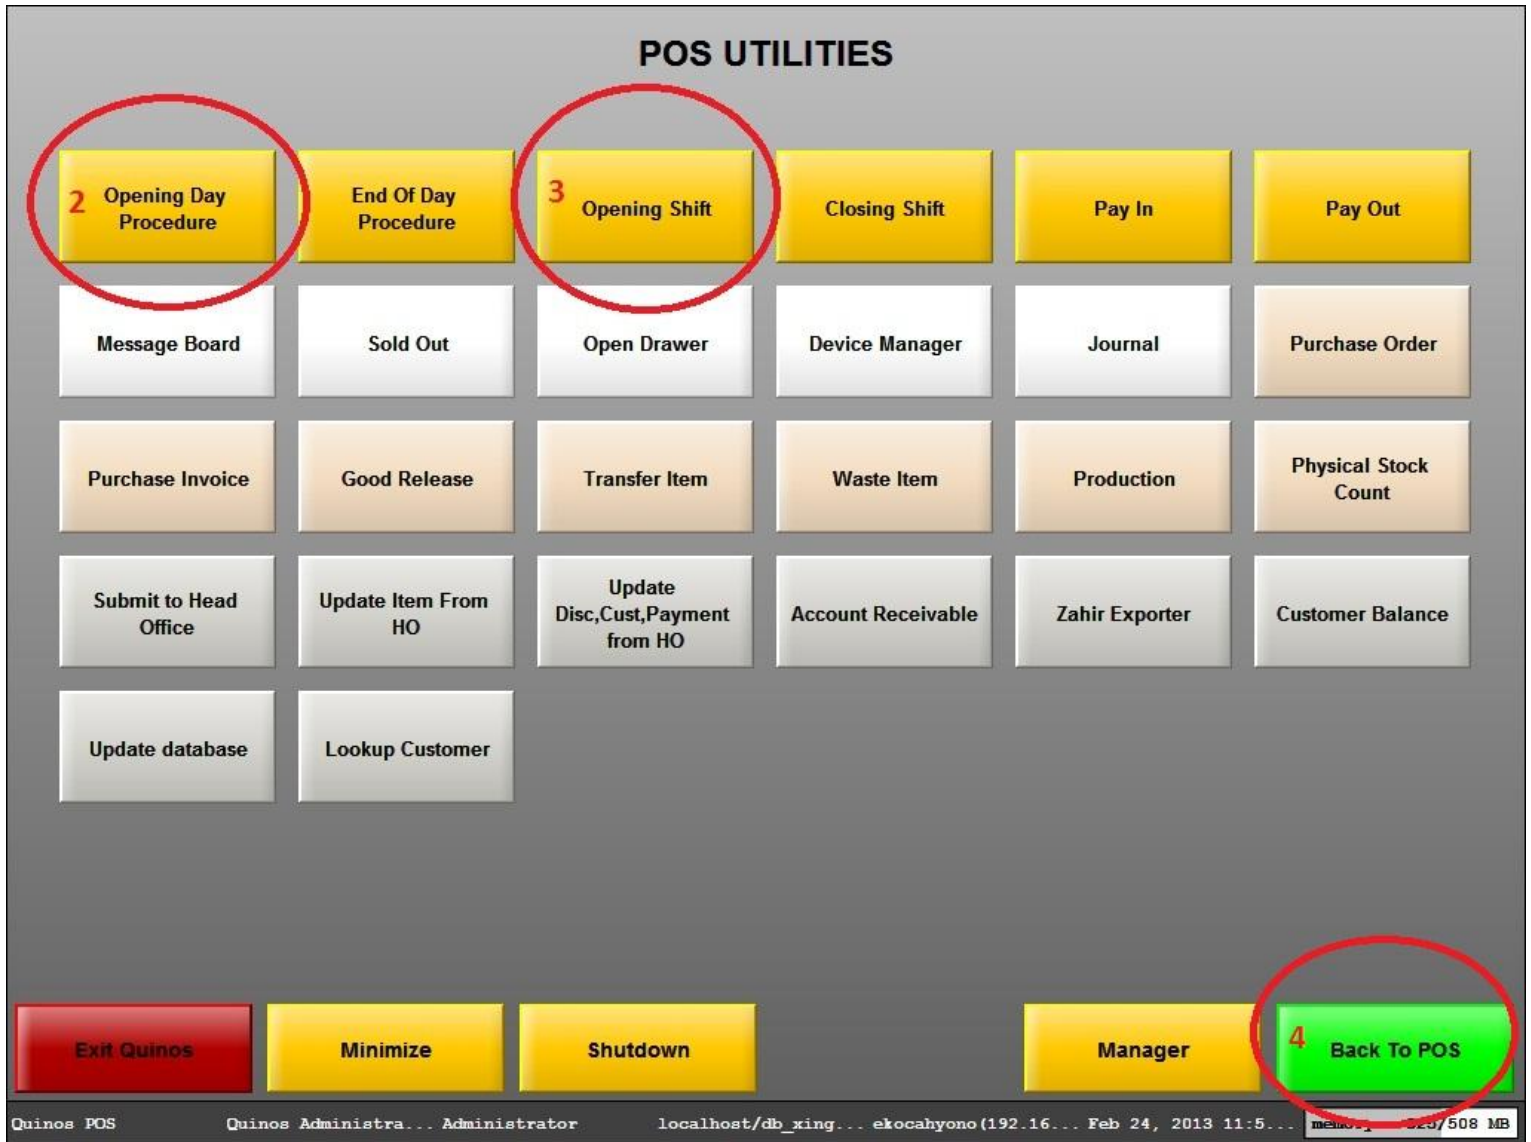 POS UTILITIES
2 Opening Day
Procedure
End Of Day
Procedure
3 Opening Shift
Closing Shift
Pay In
Pay Out
Message Board
Sold Out
Open Drawer
Device Manager
Journal
Purchase Order
Purchase Invoice
Good Release
Transfer Item
Waste Item
Production
Physical Stock
Count
Submit to Head
Office
Update Item From
HO
Update
Disc,Cust,Payment
from HO
Account Receivable
Zahir Exporter
Customer Balance
Update database
Lookup Customer
Exit Quinos
Minimize
Shutdown
Manager
4 Back To POS
Quinos POS Quinos Administra... Administrator localhost/db_xing... ekocahyono(192.16... Feb 24, 2013 11:5... /508 MB